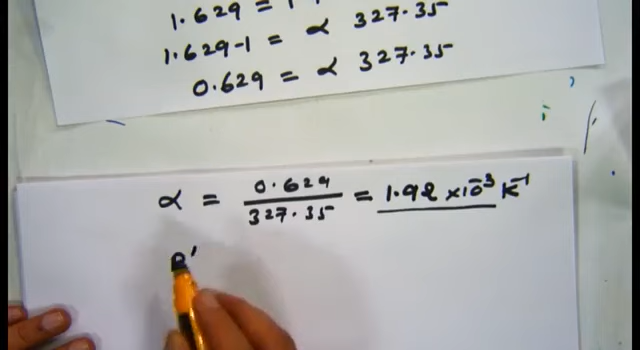 1.629 = 1
1.629-1 = α 327.35
0.629 = α 327.35
α = 0.629 / 327.35 = 1.92 × 10⁻³ K⁻¹